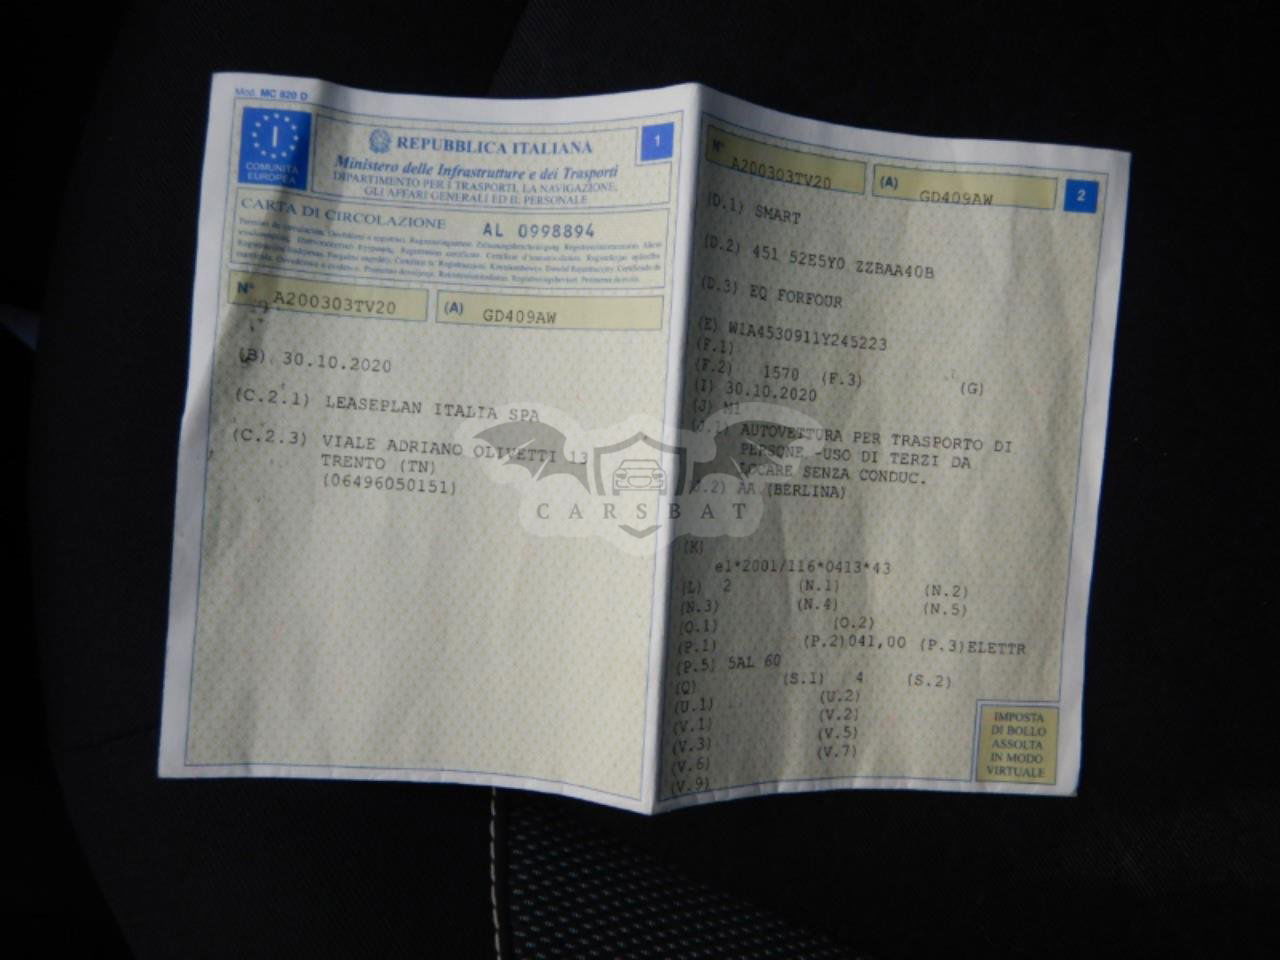 Mod. MC 820 D
I
COMUNITÀ
EUROPEA
REPUBBLICA ITALIANA
Ministero delle Infrastrutture e dei Trasporti
DIPARTIMENTO PER I TRASPORTI, LA NAVIGAZIONE,
GLI AFFARI GENERALI ED IL PERSONALE
1
CARTA DI CIRCOLAZIONE AL 0998894
N° A200303TV20 (A) GD409AW
(B) 30.10.2020
(C.2.1) LEASEPLAN ITALIA SPA
(C.2.3) VIALE ADRIANO OLIVETTI 13
TRENTO (TN)
(06496050151)
N° A200303TV20 (A) GD409AW 2
(D.1) SMART
(D.2) 451 52E5Y0 ZZBAA40B
(D.3) EQ FORFOUR
(E) W1A4530911Y245223
(F.1)
(F.2) 1570 (F.3) (G)
(I) 30.10.2020
(J) M1
(J.1) AUTOVETTURA PER TRASPORTO DI
PERSONE -USO DI TERZI DA
LOCARE SENZA CONDUC.
(J.2) AA (BERLINA)
(K)
e1*2001/116*0413*43
(L) 2 (N.1) (N.2)
(N.3) (N.4) (N.5)
(O.1) (O.2)
(P.1) (P.2)041,00 (P.3)ELETTR
(P.5) 5AL 60
(Q) (S.1) 4 (S.2)
(U.1) (U.2)
(V.1) (V.2)
(V.3) (V.5)
(V.6) (V.7)
(V.9)
IMPOSTA
DI BOLLO
ASSOLTA
IN MODO
VIRTUALE
CARSBAT